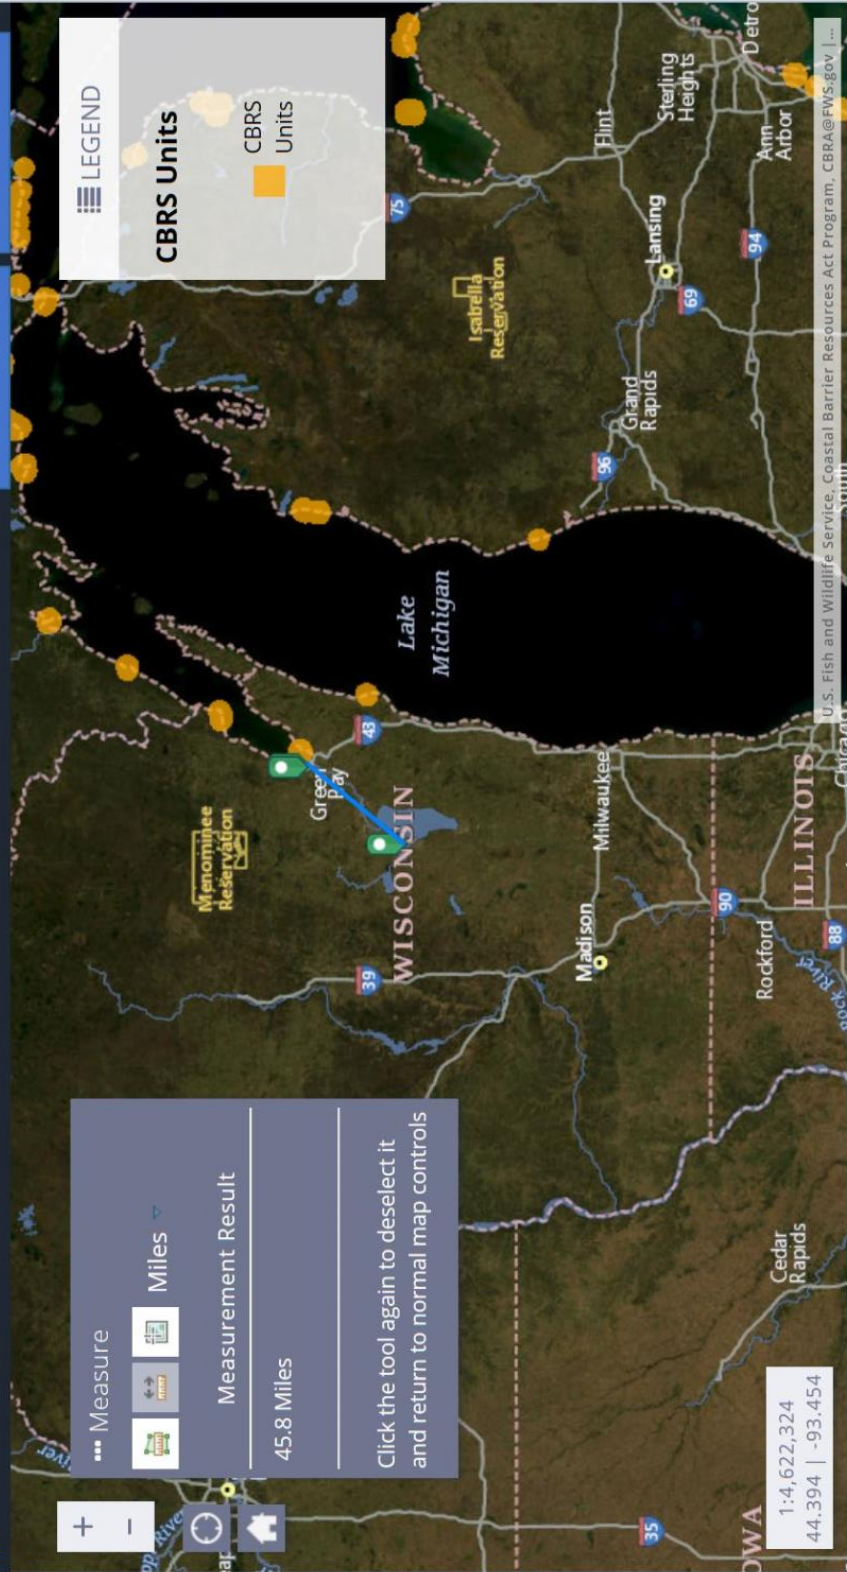 LEGEND
CBRS Units
CBRS
Units
Measure
Miles
Measurement Result
45.8 Miles
Click the tool again to deselect it
and return to normal map controls
+
−
Menominee
Reservation
Green
Bay
WISCONSIN
Lake
Michigan
Isabella
Reservation
75
43
39
Madison
Milwaukee
Grand
Rapids
96
Lansing
69
Flint
Sterling
Heights
Detro
Ann
Arbor
94
90
Rockford
ILLINOIS
88
Rock River
Cedar
Rapids
35
OWA
1:4,622,324
44.394 | -93.454
U.S. Fish and Wildlife Service, Coastal Barrier Resources Act Program, CBRA@FWS.gov |...